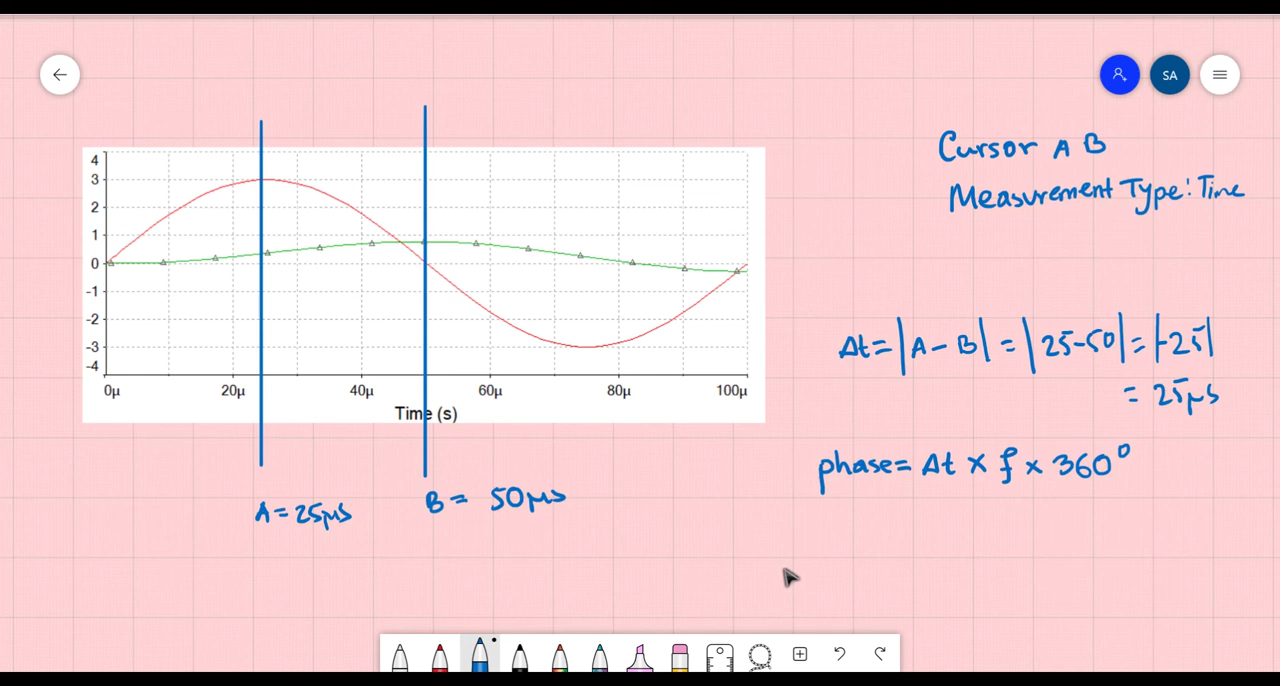 SA
Cursor A B
Measurement Type: Time
4
3
2
1
0
-1
-2
-3
-4
0µ 20µ 40µ 60µ 80µ 100µ
Time (s)
A = 25µs
B = 50µs
Δt = |A - B| = |25-50| = |-25|
= 25µs
phase = Δt × f × 360°